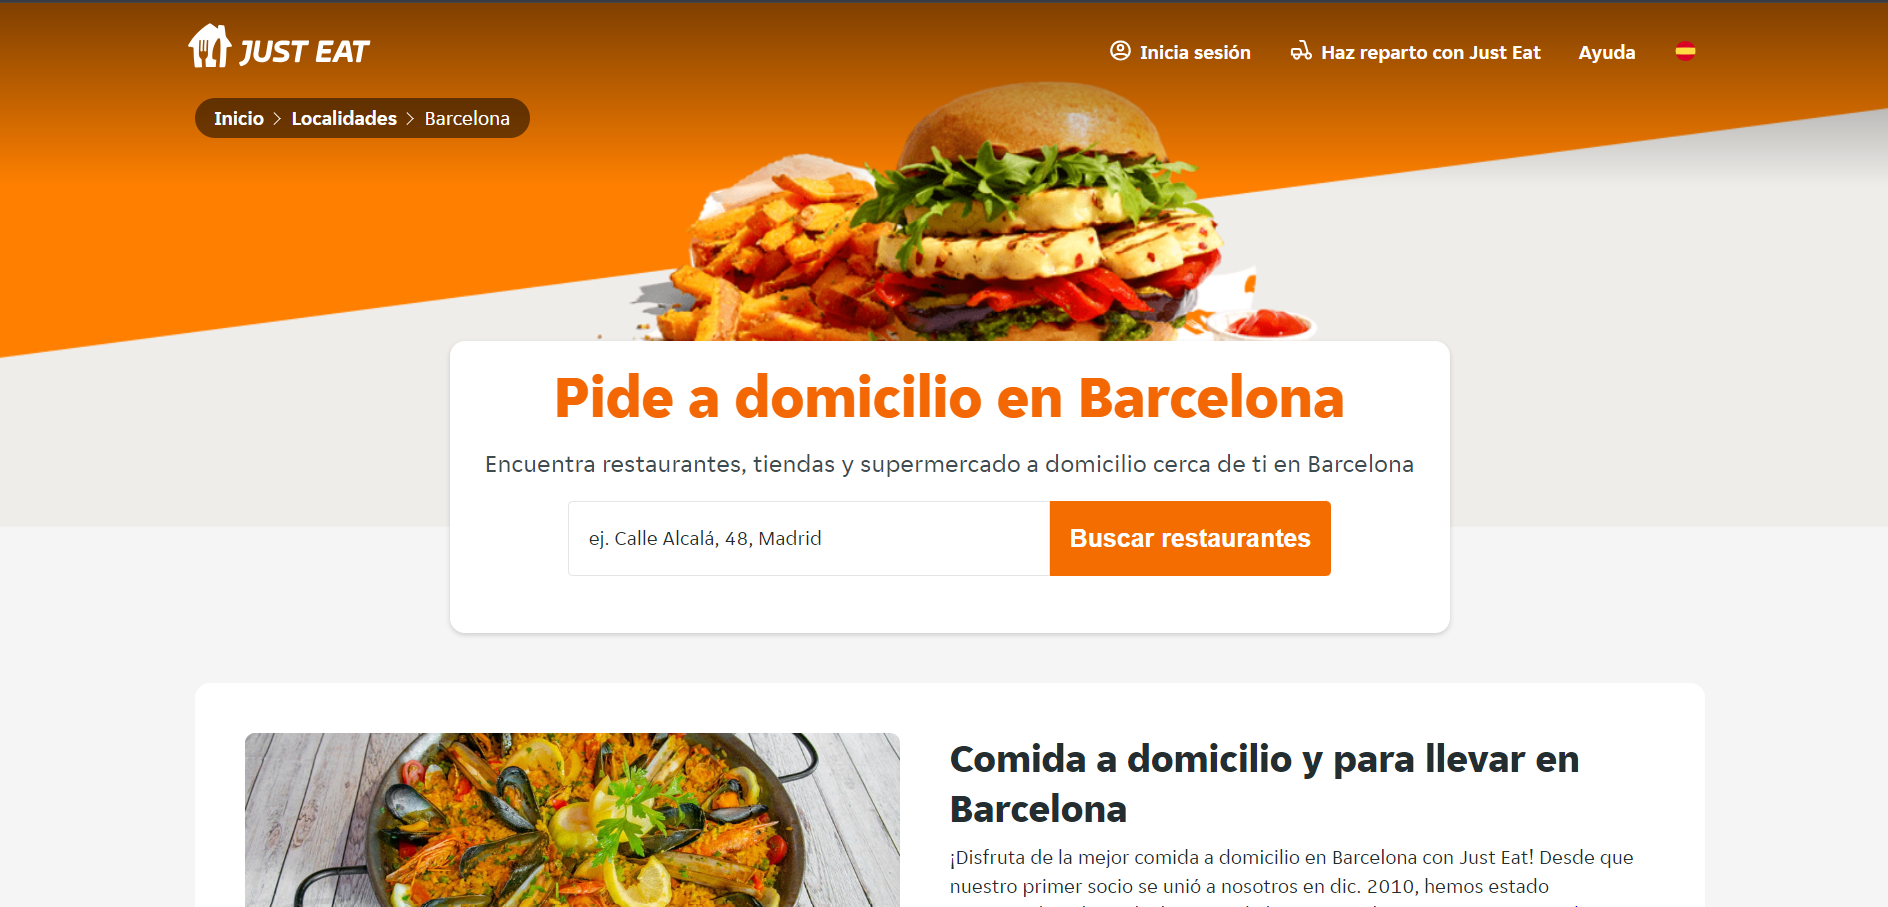 JUST EAT
Inicia sesión
Haz reparto con Just Eat
Ayuda
Inicio > Localidades > Barcelona
Pide a domicilio en Barcelona
Encuentra restaurantes, tiendas y supermercado a domicilio cerca de ti en Barcelona
ej. Calle Alcalá, 48, Madrid
Buscar restaurantes
Comida a domicilio y para llevar en
Barcelona
¡Disfruta de la mejor comida a domicilio en Barcelona con Just Eat! Desde que
nuestro primer socio se unió a nosotros en dic. 2010, hemos estado